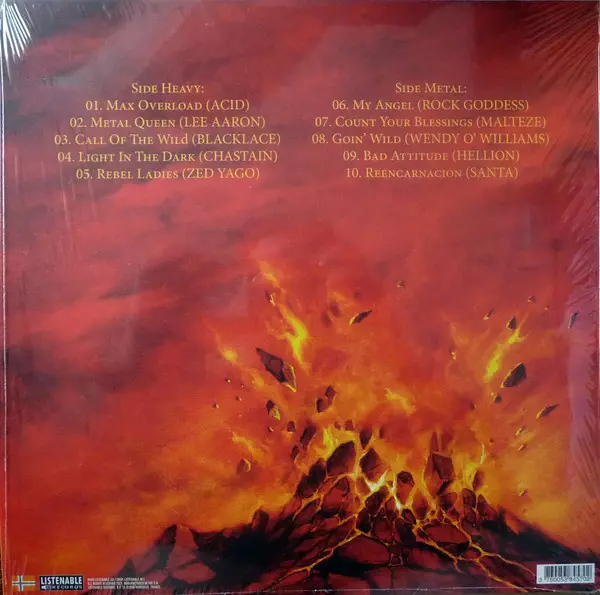 SIDE HEAVY:
01. MAX OVERLOAD (ACID)
02. METAL QUEEN (LEE AARON)
03. CALL OF THE WILD (BLACKLACE)
04. LIGHT IN THE DARK (CHASTAIN)
05. REBEL LADIES (ZED YAGO)
SIDE METAL:
06. MY ANGEL (ROCK GODDESS)
07. COUNT YOUR BLESSINGS (MALTEZE)
08. GOIN' WILD (WENDY O' WILLIAMS)
09. BAD ATTITUDE (HELLION)
10. REENCARNACIÓN (SANTA)
LISTENABLE
RECORDS